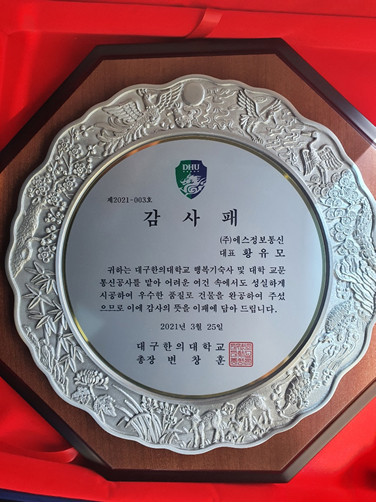 DHU
제2021-003호
감 사 패
(주)에스정보통신
대표 황유모
귀하는 대구한의대학교 행복기숙사 및 대학 교문
통신공사를 맡아 어려운 여건 속에서도 성실하게
시공하여 우수한 품질로 건물을 완공하여 주셨
으므로 이에 감사의 뜻을 이패에 담아 드립니다.
2021년 3월 25일
대구한의대학교
총장 변창훈